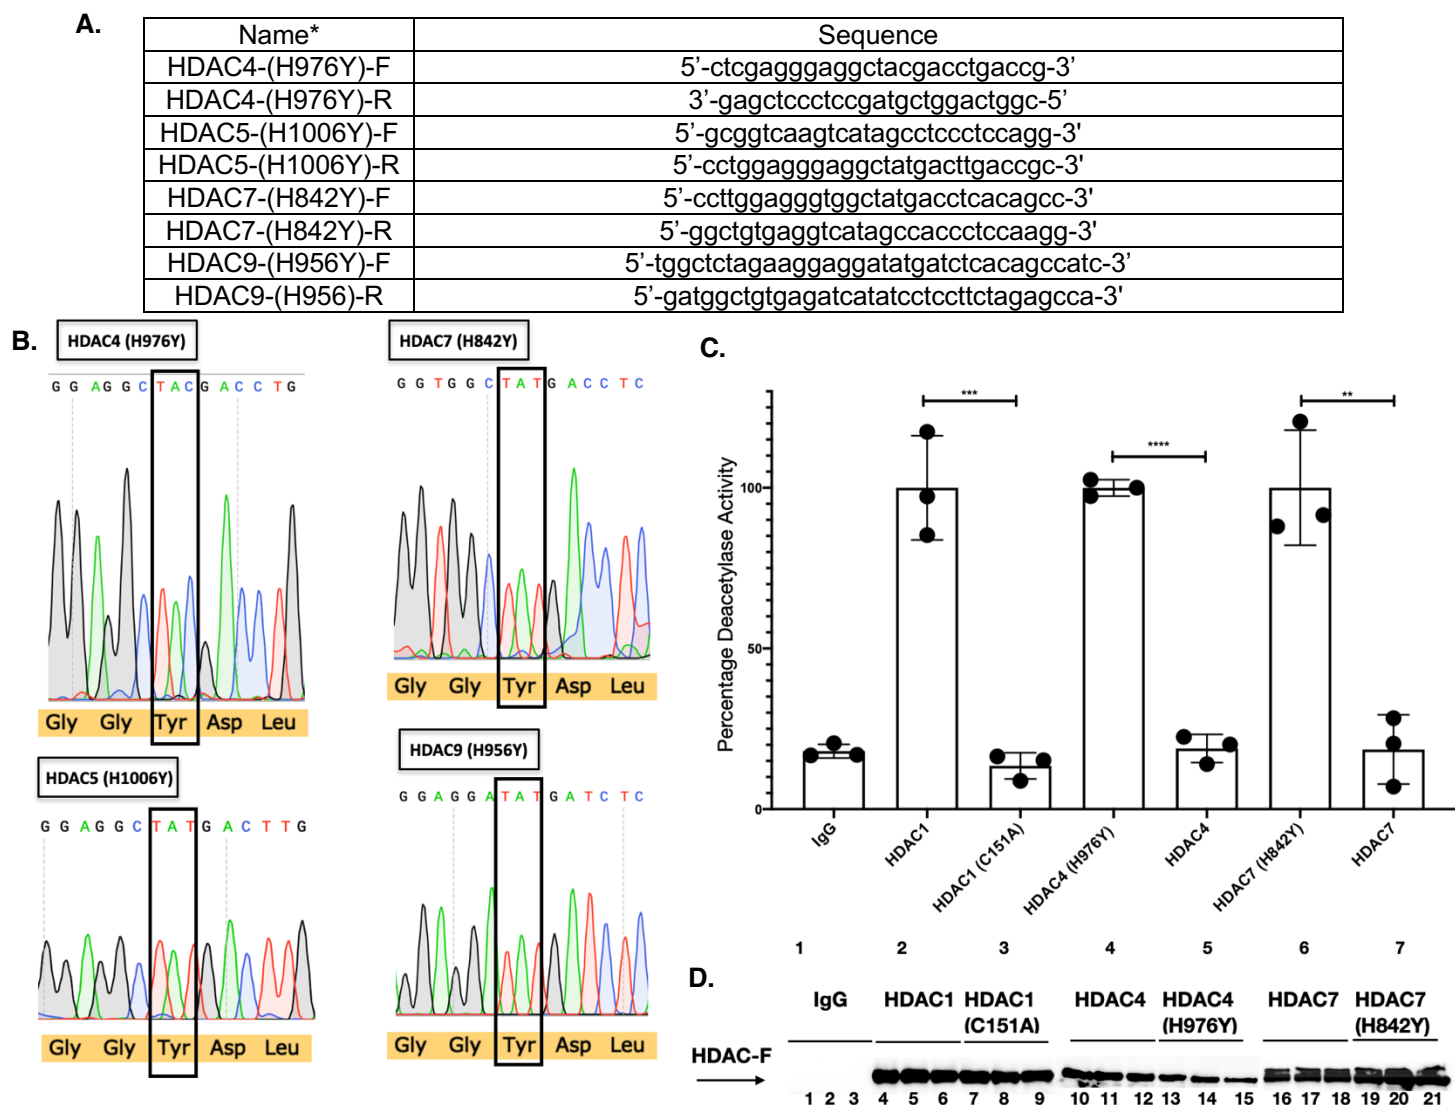 A.
Name* Sequence
HDAC4-(H976Y)-F 5’-ctcgagggaggctacgacctgaccg-3’
HDAC4-(H976Y)-R 3’-gagctccctccgatgctggactggc-5’
HDAC5-(H1006Y)-F 5’-gcggtcaagtcatagcctccctccagg-3'
HDAC5-(H1006Y)-R 5’-cctggagggaggctatgacttgaccgc-3'
HDAC7-(H842Y)-F 5’-ccttggagggtggctatgacctcacagcc-3'
HDAC7-(H842Y)-R 5’-ggctgtgaggtcatagccaccctccaagg-3'
HDAC9-(H956Y)-F 5’-tggctctagaaggaggatatgatctcacagccatc-3’
HDAC9-(H956)-R 5’-gatggctgtgagatcatatcctccttctagagcca-3'
B.
HDAC4 (H976Y)
G G A G G C T A C G A C C T G
Gly Gly Tyr Asp Leu
HDAC7 (H842Y)
G G T G G C T A T G A C C T C
Gly Gly Tyr Asp Leu
HDAC5 (H1006Y)
G G A G G C T A T G A C T T G
Gly Gly Tyr Asp Leu
HDAC9 (H956Y)
G G A G G A T A T G A T C T C
Gly Gly Tyr Asp Leu
C.
Percentage Deacetylase Activity
100
50
0
***
****
**
IgG
HDAC1
HDAC1 (C151A)
HDAC4 (H976Y)
HDAC4
HDAC7 (H842Y)
HDAC7
1 2 3 4 5 6 7
D.
IgG HDAC1 HDAC1 HDAC4 HDAC4 HDAC7 HDAC7
(C151A) (H976Y) (H842Y)
HDAC-F
1 2 3 4 5 6 7 8 9 10 11 12 13 14 15 16 17 18 19 20 21